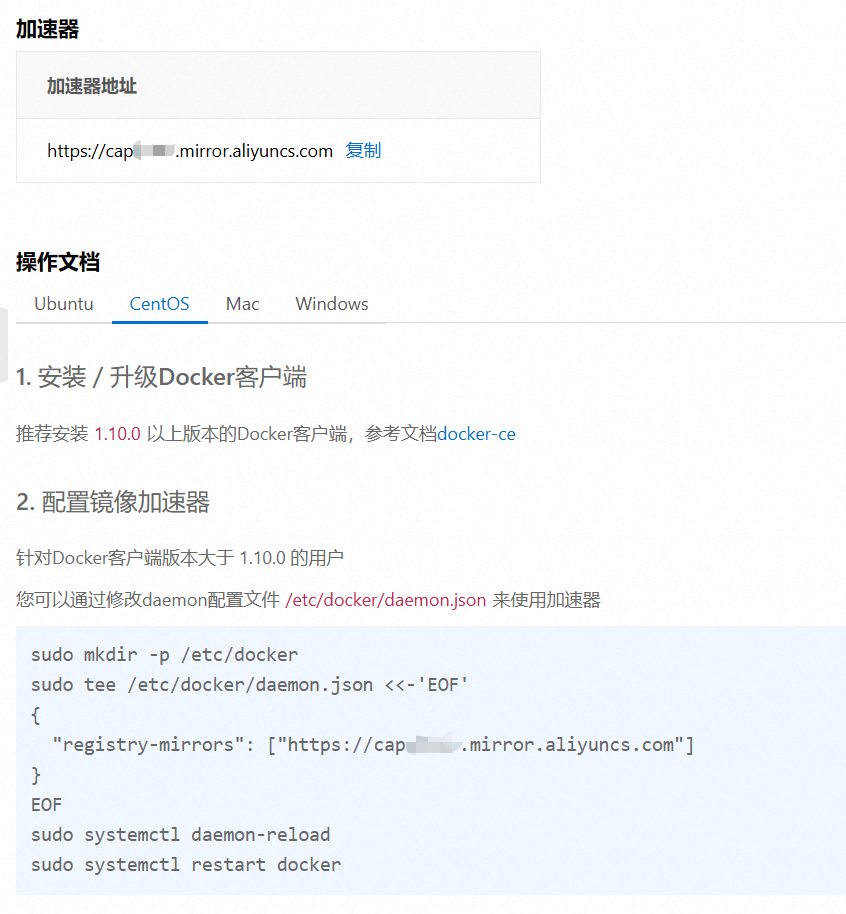 加速器
加速器地址
https://cap .mirror.aliyuncs.com 复制
操作文档
Ubuntu CentOS Mac Windows
1. 安装 / 升级Docker客户端
推荐安装 1.10.0 以上版本的Docker客户端，参考文档docker-ce
2. 配置镜像加速器
针对Docker客户端版本大于 1.10.0 的用户
您可以通过修改daemon配置文件 /etc/docker/daemon.json 来使用加速器
sudo mkdir -p /etc/docker
sudo tee /etc/docker/daemon.json <<-'EOF'
{
  "registry-mirrors": ["https://cap .mirror.aliyuncs.com"]
}
EOF
sudo systemctl daemon-reload
sudo systemctl restart docker